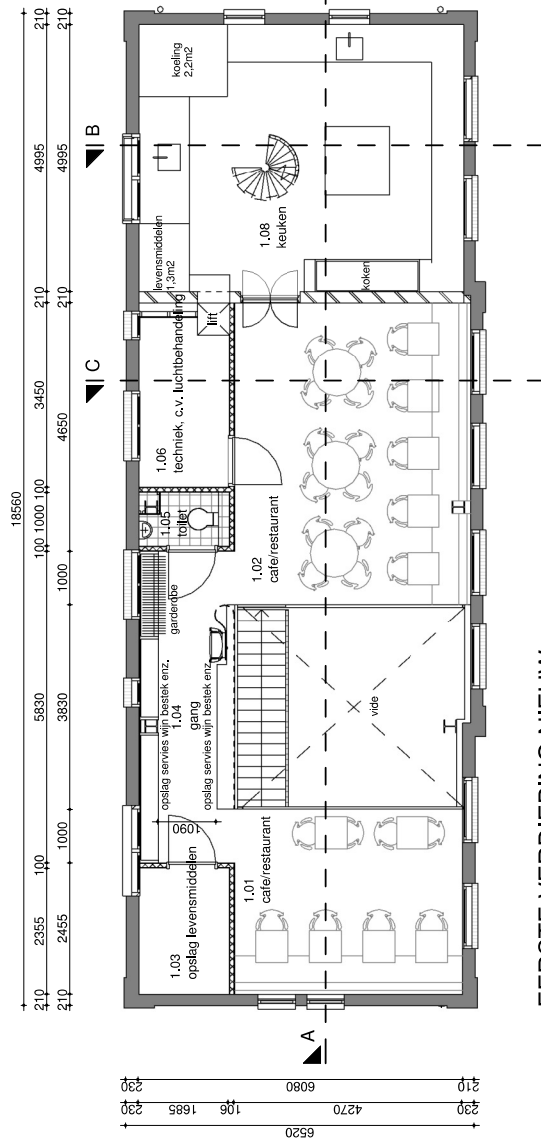 18560
210 2355 100 5830 100 1000 100 3450 210 4995 210
210 2455 1000 3830 1000 4650 210 4995 210
C
B
6520
230 1685 106 4270 230
230 6080 210
1.03
opslag levensmiddelen
1090
opslag servies wijn bestek enz.
1.04
gang
opslag servies wijn bestek enz.
garderobe
1.05
toilet
1.06
techniek, c.v. luchtbehandeling
lift
levensmiddelen
1,3m2
koeling
2,2m2
1.01
cafe/restaurant
1.02
cafe/restaurant
1.08
keuken
A
vide
koken
EERSTE VERDIEPING NIEUW